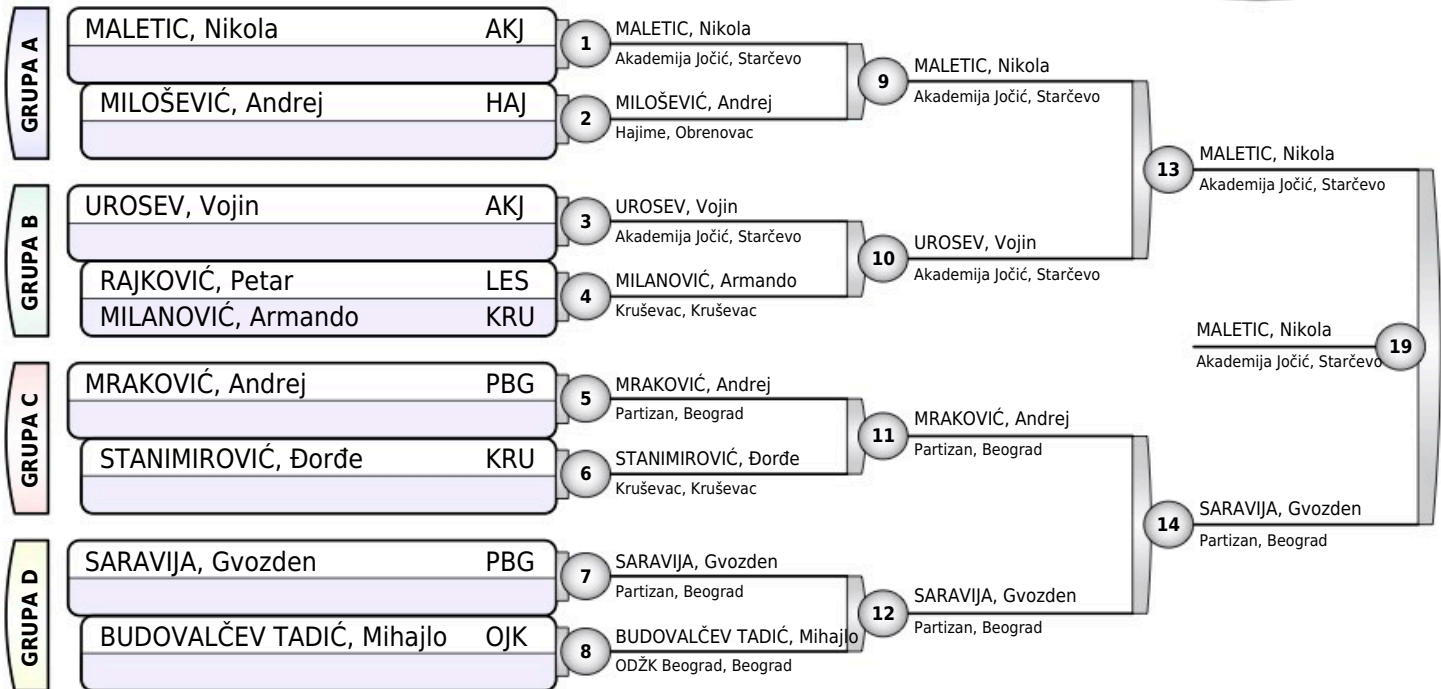 GRUPA A
MALETIC, Nikola AKJ
MILOŠEVIĆ, Andrej HAJ
GRUPA B
UROSEV, Vojin AKJ
RAJKOVIĆ, Petar LES
MILANOVIĆ, Armando KRU
GRUPA C
MRAKOVIĆ, Andrej PBG
STANIMIROVIĆ, Đorđe KRU
GRUPA D
SARAVIJA, Gvozden PBG
BUDOVALČEV TADIĆ, Mihajlo OJK
1
MALETIC, Nikola
Akademija Jočić, Starčevo
2
MILOŠEVIĆ, Andrej
Hajime, Obrenovac
3
UROSEV, Vojin
Akademija Jočić, Starčevo
4
MILANOVIĆ, Armando
Kruševac, Kruševac
5
MRAKOVIĆ, Andrej
Partizan, Beograd
6
STANIMIROVIĆ, Đorđe
Kruševac, Kruševac
7
SARAVIJA, Gvozden
Partizan, Beograd
8
BUDOVALČEV TADIĆ, Mihajlo
ODŽK Beograd, Beograd
9
MALETIC, Nikola
Akademija Jočić, Starčevo
10
UROSEV, Vojin
Akademija Jočić, Starčevo
11
MRAKOVIĆ, Andrej
Partizan, Beograd
12
SARAVIJA, Gvozden
Partizan, Beograd
13
MALETIC, Nikola
Akademija Jočić, Starčevo
14
SARAVIJA, Gvozden
Partizan, Beograd
MALETIC, Nikola
Akademija Jočić, Starčevo
19